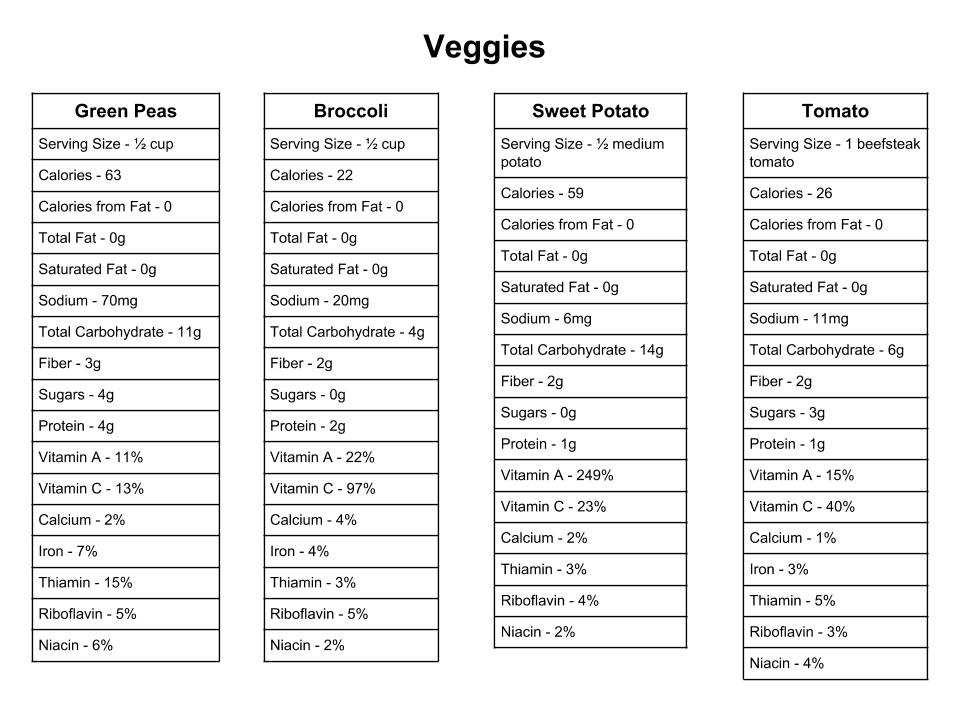 Veggies
Green Peas
Serving Size - ½ cup
Calories - 63
Calories from Fat - 0
Total Fat - 0g
Saturated Fat - 0g
Sodium - 70mg
Total Carbohydrate - 11g
Fiber - 3g
Sugars - 4g
Protein - 4g
Vitamin A - 11%
Vitamin C - 13%
Calcium - 2%
Iron - 7%
Thiamin - 15%
Riboflavin - 5%
Niacin - 6%
Broccoli
Serving Size - ½ cup
Calories - 22
Calories from Fat - 0
Total Fat - 0g
Saturated Fat - 0g
Sodium - 20mg
Total Carbohydrate - 4g
Fiber - 2g
Sugars - 0g
Protein - 2g
Vitamin A - 22%
Vitamin C - 97%
Calcium - 4%
Iron - 4%
Thiamin - 3%
Riboflavin - 5%
Niacin - 2%
Sweet Potato
Serving Size - ½ medium
potato
Calories - 59
Calories from Fat - 0
Total Fat - 0g
Saturated Fat - 0g
Sodium - 6mg
Total Carbohydrate - 14g
Fiber - 2g
Sugars - 0g
Protein - 1g
Vitamin A - 249%
Vitamin C - 23%
Calcium - 2%
Thiamin - 3%
Riboflavin - 4%
Niacin - 2%
Tomato
Serving Size - 1 beefsteak
tomato
Calories - 26
Calories from Fat - 0
Total Fat - 0g
Saturated Fat - 0g
Sodium - 11mg
Total Carbohydrate - 6g
Fiber - 2g
Sugars - 3g
Protein - 1g
Vitamin A - 15%
Vitamin C - 40%
Calcium - 1%
Iron - 3%
Thiamin - 5%
Riboflavin - 3%
Niacin - 4%